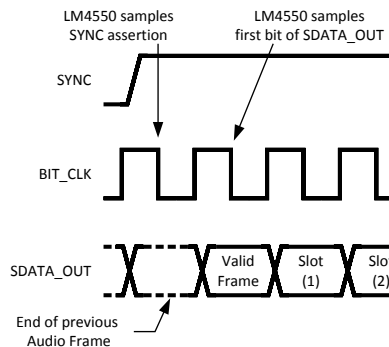 LM4550 samples
SYNC assertion
LM4550 samples
first bit of SDATA_OUT
SYNC
BIT_CLK
SDATA_OUT
Valid
Frame
Slot
(1)
Slot
(2)
End of previous
Audio Frame